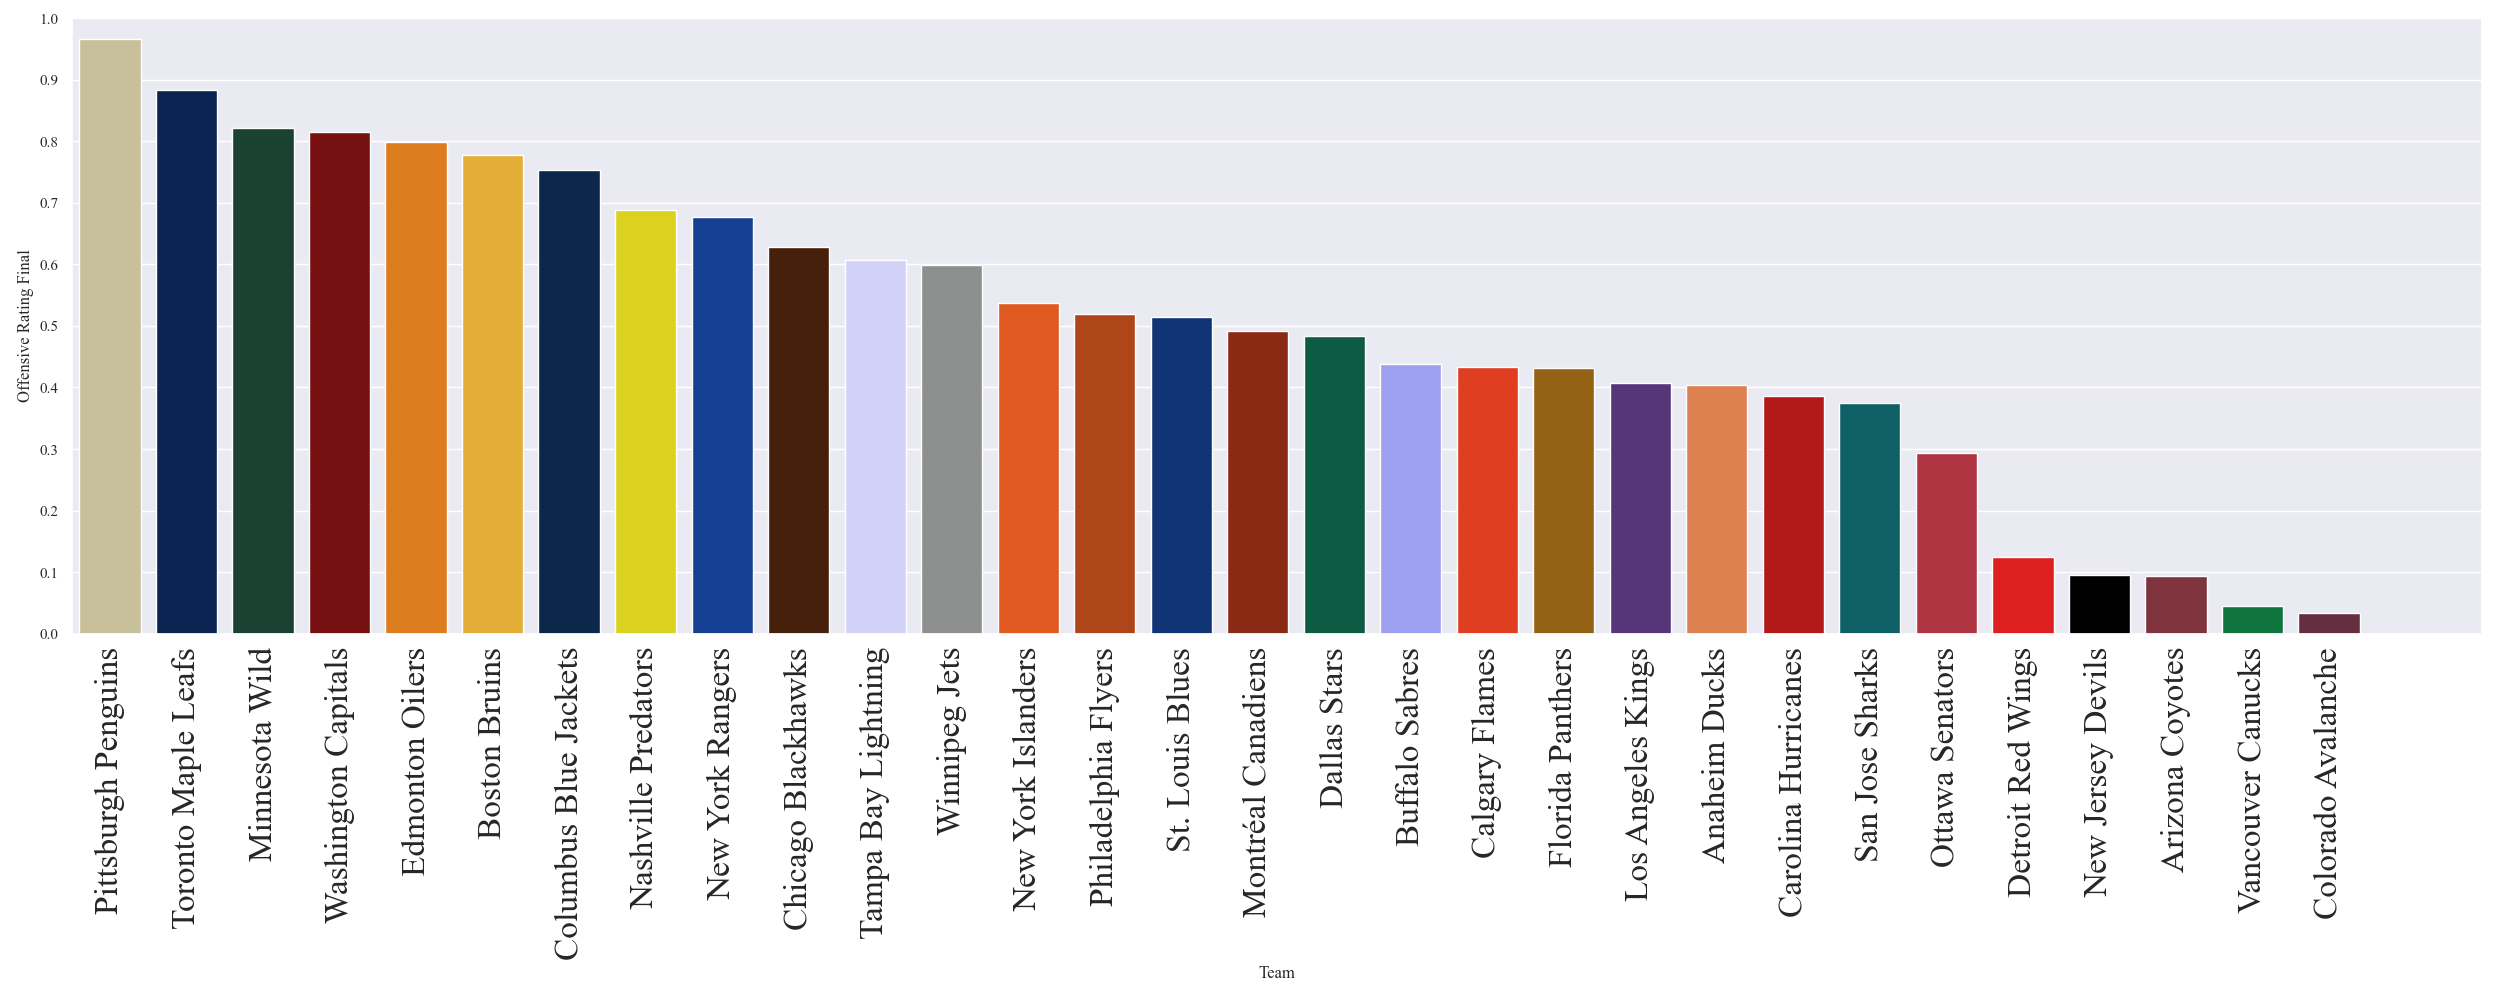 1.0
0.9
0.8
0.7
0.6
0.5
0.4
0.3
0.2
0.1
0.0
Offensive Rating Final
Pittsburgh Penguins
Toronto Maple Leafs
Minnesota Wild
Washington Capitals
Edmonton Oilers
Boston Bruins
Columbus Blue Jackets
Nashville Predators
New York Rangers
Chicago Blackhawks
Tampa Bay Lightning
Winnipeg Jets
New York Islanders
Philadelphia Flyers
St. Louis Blues
Montréal Canadiens
Dallas Stars
Buffalo Sabres
Calgary Flames
Florida Panthers
Los Angeles Kings
Anaheim Ducks
Carolina Hurricanes
San Jose Sharks
Ottawa Senators
Detroit Red Wings
New Jersey Devils
Arizona Coyotes
Vancouver Canucks
Colorado Avalanche
Team